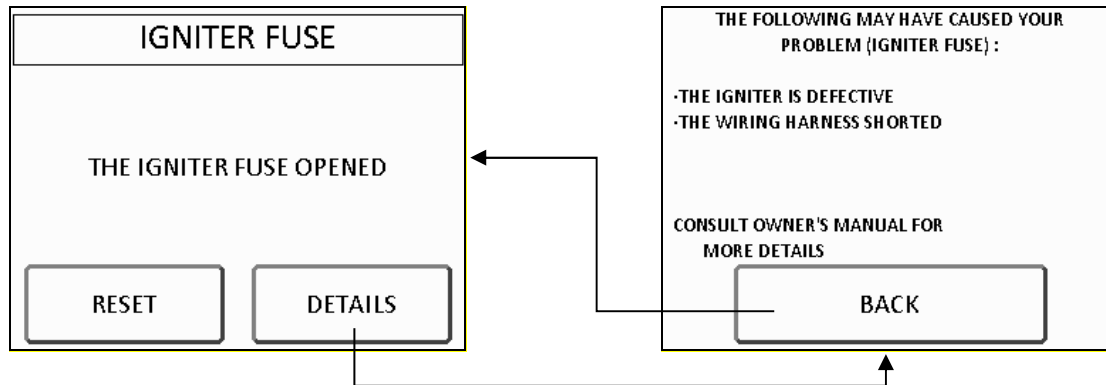 IGNITER FUSE
THE IGNITER FUSE OPENED
RESET
DETAILS
THE FOLLOWING MAY HAVE CAUSED YOUR
PROBLEM (IGNITER FUSE) :
·THE IGNITER IS DEFECTIVE
·THE WIRING HARNESS SHORTED
CONSULT OWNER'S MANUAL FOR
MORE DETAILS
BACK